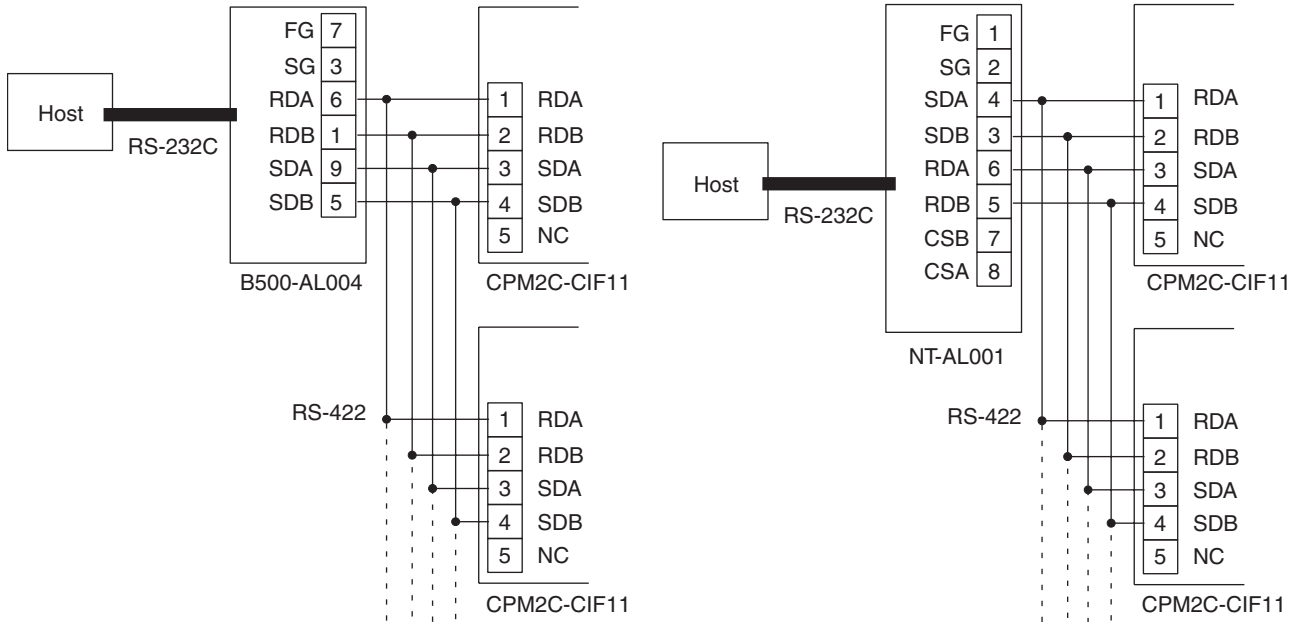 FG 7
SG 3
RDA 6
RDB 1
SDA 9
SDB 5
Host
RS-232C
B500-AL004
1 RDA
2 RDB
3 SDA
4 SDB
5 NC
CPM2C-CIF11
RS-422
1 RDA
2 RDB
3 SDA
4 SDB
5 NC
CPM2C-CIF11
FG 1
SG 2
SDA 4
SDB 3
RDA 6
RDB 5
CSB 7
CSA 8
Host
RS-232C
NT-AL001
1 RDA
2 RDB
3 SDA
4 SDB
5 NC
CPM2C-CIF11
RS-422
1 RDA
2 RDB
3 SDA
4 SDB
5 NC
CPM2C-CIF11